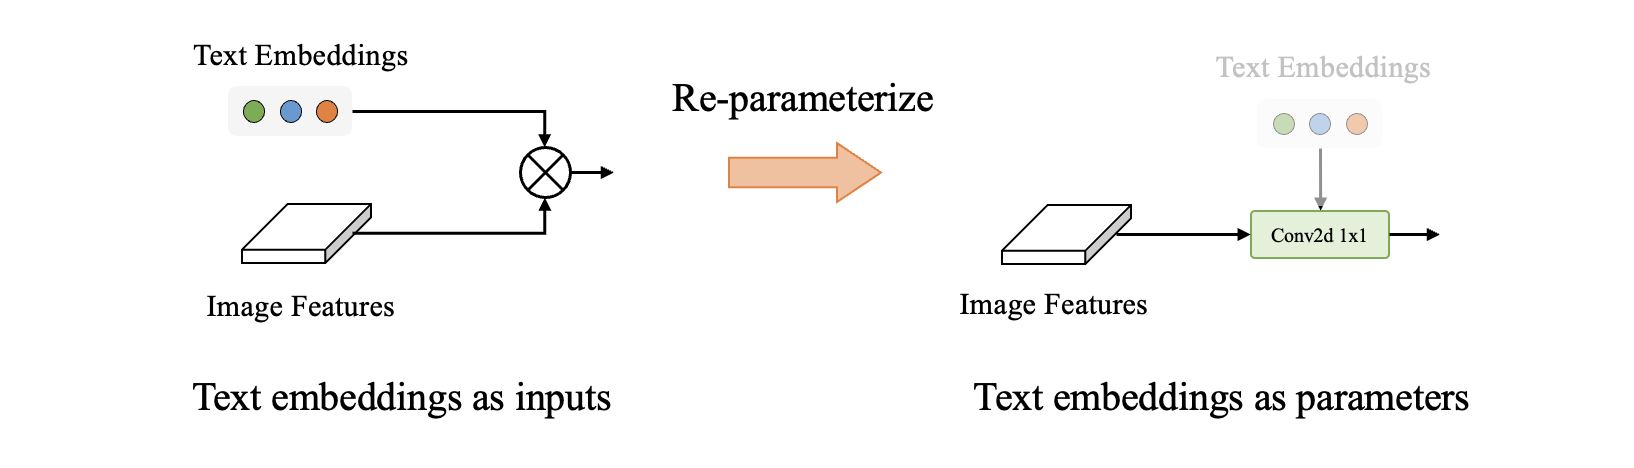 Text Embeddings
Image Features
Text embeddings as inputs
Re-parameterize
Text Embeddings
Conv2d 1x1
Image Features
Text embeddings as parameters